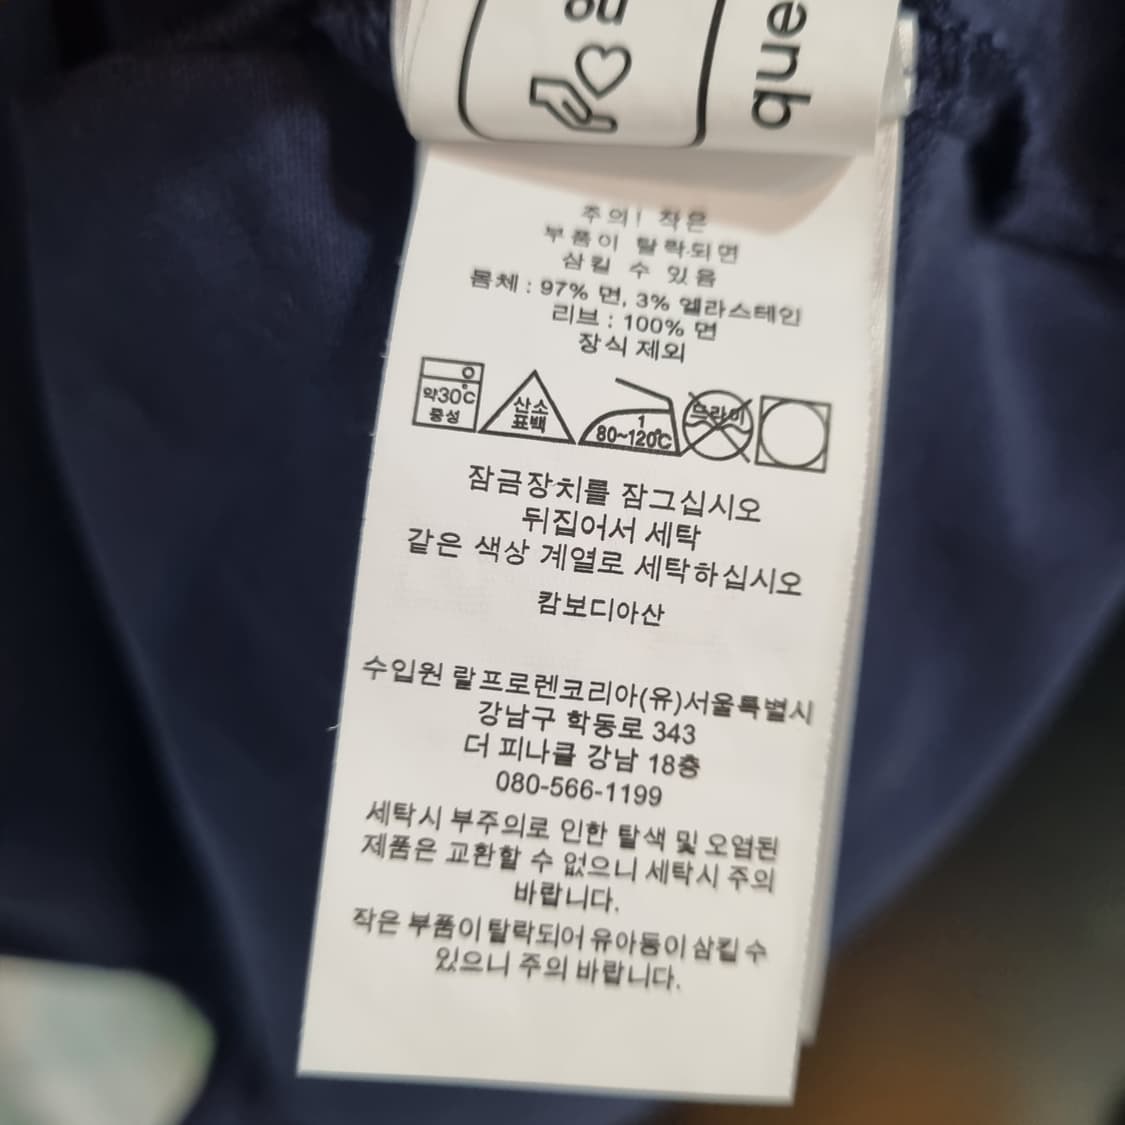 que
주의! 작은
부품이 탈락되면
삼킬 수 있음
몸체 : 97% 면, 3% 엘라스테인
리브 : 100% 면
장식 제외
약30°C
중성
산소
표백
1
80~120°C
드라이
잠금장치를 잠그십시오
뒤집어서 세탁
같은 색상 계열로 세탁하십시오
캄보디아산
수입원 랄프로렌코리아(유)서울특별시
강남구 학동로 343
더 피나클 강남 18층
080-566-1199
세탁시 부주의로 인한 탈색 및 오염된
제품은 교환할 수 없으니 세탁시 주의
바랍니다.
작은 부품이 탈락되어 유아등이 삼킬 수
있으니 주의 바랍니다.